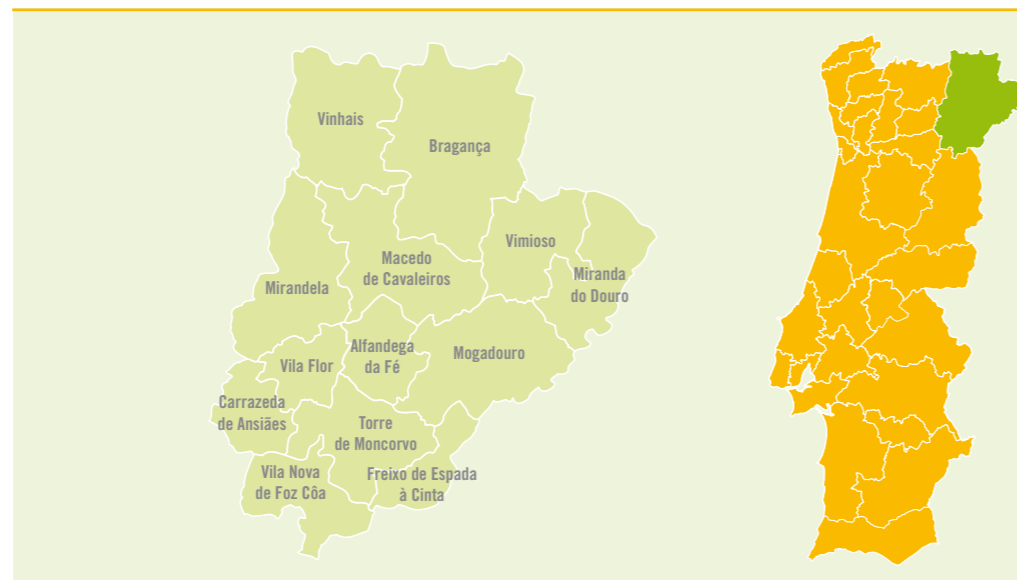 Vinhais
Bragança
Vimioso
Macedo
de Cavaleiros
Miranda
do Douro
Mirandela
Alfandega
da Fé
Mogadouro
Vila Flor
Carrazeda
de Ansiães
Torre
de Moncorvo
Vila Nova
de Foz Côa
Freixo de Espada
à Cinta